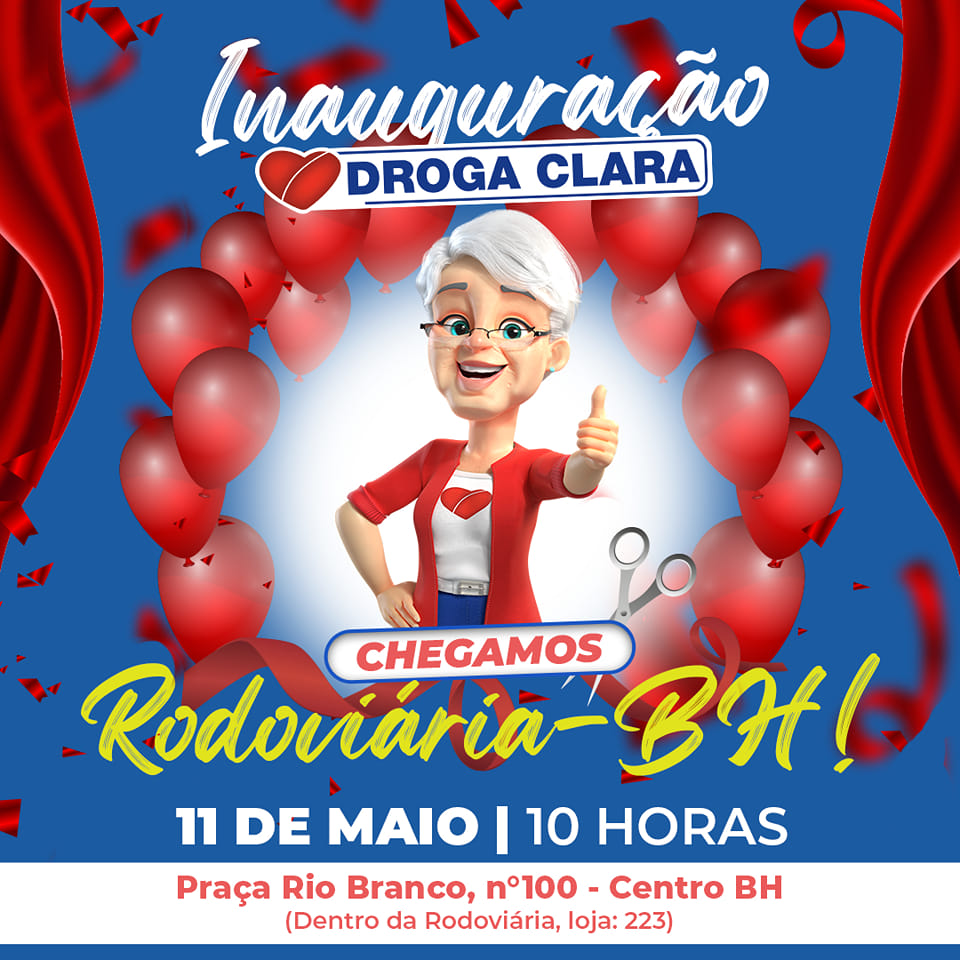 Inauguração
DROGA CLARA
CHEGAMOS
Rodoviária-BH!
11 DE MAIO | 10 HORAS
Praça Rio Branco, nº100 - Centro BH
(Dentro da Rodoviária, loja: 223)